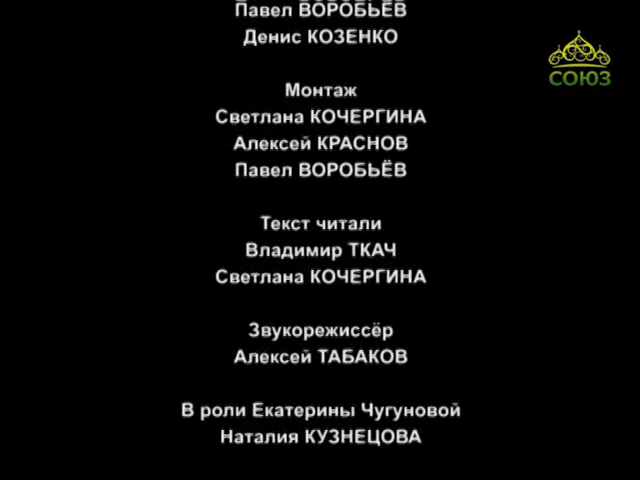 Павел ВОРОБЬЁВ
Денис КОЗЕНКО
СОЮЗ
Монтаж
Светлана КОЧЕРГИНА
Алексей КРАСНОВ
Павел ВОРОБЬЁВ
Текст читали
Владимир ТКАЧ
Светлана КОЧЕРГИНА
Звукорежиссёр
Алексей ТАБАКОВ
В роли Екатерины Чугуновой
Наталия КУЗНЕЦОВА